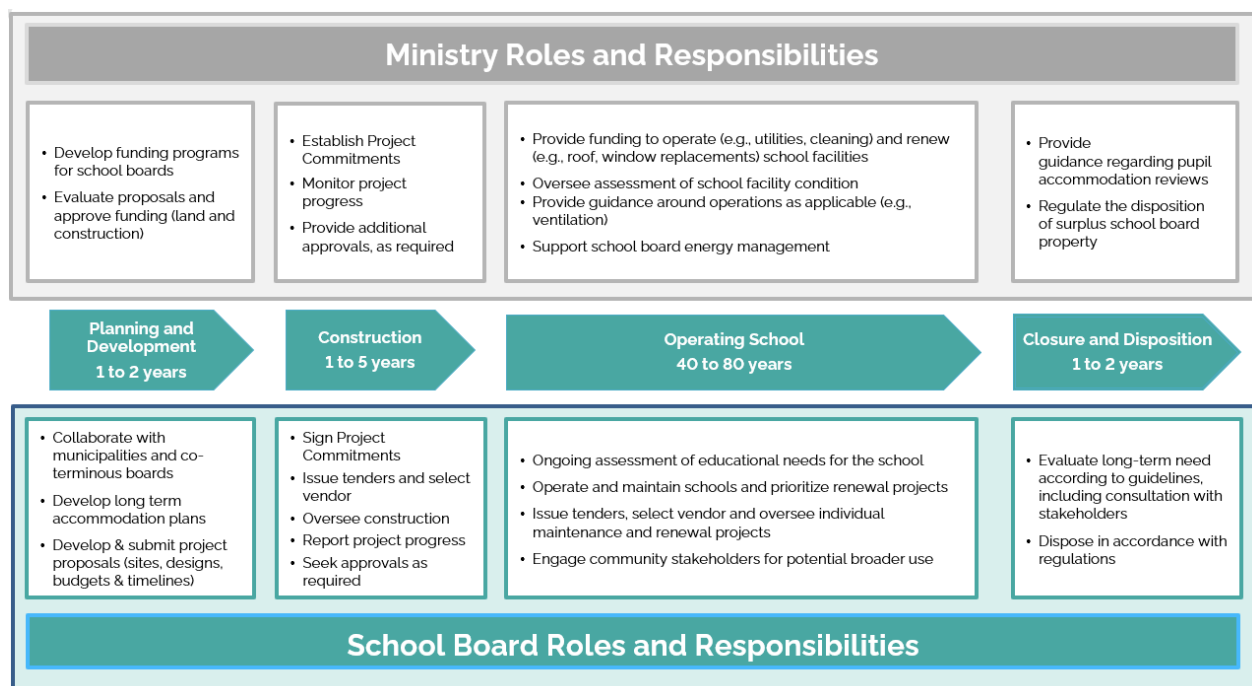 Ministry Roles and Responsibilities
• Develop funding programs
for school boards
• Evaluate proposals and
approve funding (land and
construction)
• Establish Project
Commitments
• Monitor project
progress
• Provide additional
approvals, as required
• Provide funding to operate (e.g., utilities, cleaning) and renew
(e.g., roof, window replacements) school facilities
• Oversee assessment of school facility condition
• Provide guidance around operations as applicable (e.g.,
ventilation)
• Support school board energy management
• Provide
guidance regarding pupil
accommodation reviews
• Regulate the disposition
of surplus school board
property
Planning and
Development
1 to 2 years
Construction
1 to 5 years
Operating School
40 to 80 years
Closure and Disposition
1 to 2 years
• Collaborate with
municipalities and co-
terminous boards
• Develop long term
accommodation plans
• Develop & submit project
proposals (sites, designs,
budgets & timelines)
• Sign Project
Commitments
• Issue tenders and select
vendor
• Oversee construction
• Report project progress
• Seek approvals as
required
• Ongoing assessment of educational needs for the school
• Operate and maintain schools and prioritize renewal projects
• Issue tenders, select vendor and oversee individual
maintenance and renewal projects
• Engage community stakeholders for potential broader use
• Evaluate long-term need
according to guidelines,
including consultation with
stakeholders
• Dispose in accordance with
regulations
School Board Roles and Responsibilities